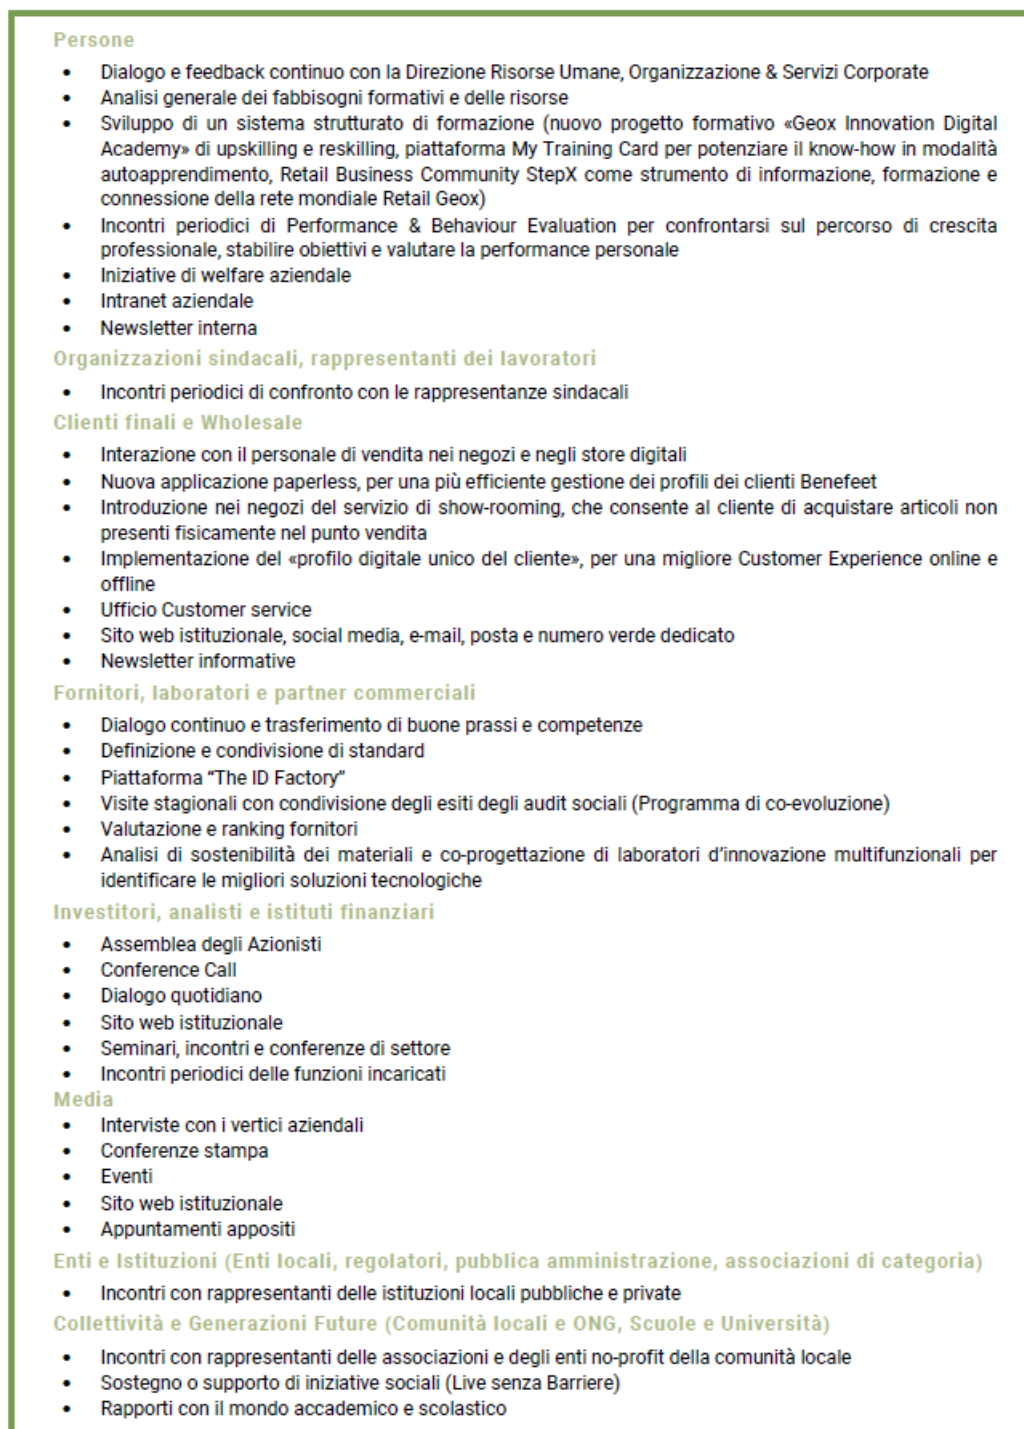 Persone
• Dialogo e feedback continuo con la Direzione Risorse Umane, Organizzazione & Servizi Corporate
• Analisi generale dei fabbisogni formativi e delle risorse
• Sviluppo di un sistema strutturato di formazione (nuovo progetto formativo «Geox Innovation Digital
Academy» di upskilling e reskilling, piattaforma My Training Card per potenziare il know-how in modalità
autoapprendimento, Retail Business Community StepX come strumento di informazione, formazione e
connessione della rete mondiale Retail Geox)
• Incontri periodici di Performance & Behaviour Evaluation per confrontarsi sul percorso di crescita
professionale, stabilire obiettivi e valutare la performance personale
• Iniziative di welfare aziendale
• Intranet aziendale
• Newsletter interna
Organizzazioni sindacali, rappresentanti dei lavoratori
• Incontri periodici di confronto con le rappresentanze sindacali
Clienti finali e Wholesale
• Interazione con il personale di vendita nei negozi e negli store digitali
• Nuova applicazione paperless, per una più efficiente gestione dei profili dei clienti Benefeet
• Introduzione nei negozi del servizio di show-rooming, che consente al cliente di acquistare articoli non
presenti fisicamente nel punto vendita
• Implementazione del «profilo digitale unico del cliente», per una migliore Customer Experience online e
offline
• Ufficio Customer service
• Sito web istituzionale, social media, e-mail, posta e numero verde dedicato
• Newsletter informative
Fornitori, laboratori e partner commerciali
• Dialogo continuo e trasferimento di buone prassi e competenze
• Definizione e condivisione di standard
• Piattaforma “The ID Factory”
• Visite stagionali con condivisione degli esiti degli audit sociali (Programma di co-evoluzione)
• Valutazione e ranking fornitori
• Analisi di sostenibilità dei materiali e co-progettazione di laboratori d’innovazione multifunzionali per
identificare le migliori soluzioni tecnologiche
Investitori, analisti e istituti finanziari
• Assemblea degli Azionisti
• Conference Call
• Dialogo quotidiano
• Sito web istituzionale
• Seminari, incontri e conferenze di settore
• Incontri periodici delle funzioni incaricati
Media
• Interviste con i vertici aziendali
• Conferenze stampa
• Eventi
• Sito web istituzionale
• Appuntamenti appositi
Enti e Istituzioni (Enti locali, regolatori, pubblica amministrazione, associazioni di categoria)
• Incontri con rappresentanti delle istituzioni locali pubbliche e private
Collettività e Generazioni Future (Comunità locali e ONG, Scuole e Università)
• Incontri con rappresentanti delle associazioni e degli enti no-profit della comunità locale
• Sostegno o supporto di iniziative sociali (Live senza Barriere)
• Rapporti con il mondo accademico e scolastico